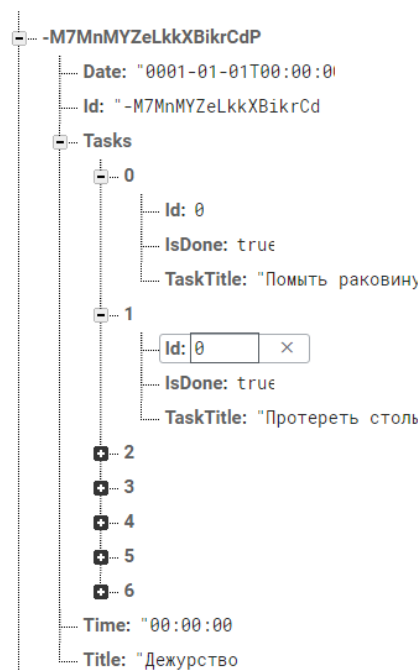 -M7MnMYZeLkkXBikrCdP
Date: "0001-01-01T00:00:00
Id: "-M7MnMYZeLkkXBikrCd
Tasks
0
Id: 0
IsDone: true
TaskTitle: "Помыть раковину
1
Id: 0 ×
IsDone: true
TaskTitle: "Протереть столы
2
3
4
5
6
Time: "00:00:00
Title: "Дежурство